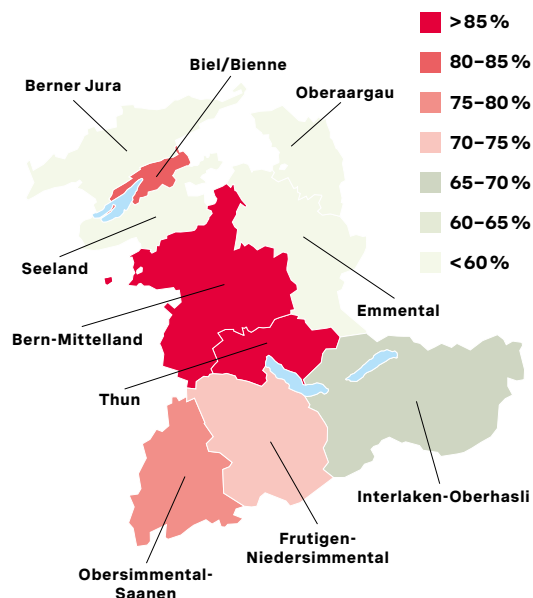 >85 %
80–85 %
75–80 %
70–75 %
65–70 %
60–65 %
<60 %
Biel/Bienne
Berner Jura
Oberaargau
Seeland
Emmental
Bern-Mittelland
Thun
Interlaken-Oberhasli
Frutigen-
Niedersimmental
Obersimmental-
Saanen